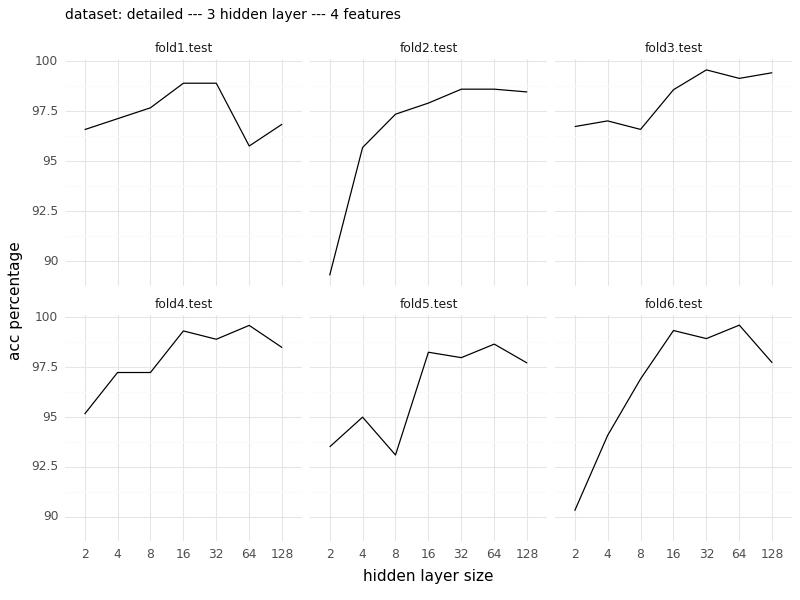 dataset: detailed --- 3 hidden layer --- 4 features
fold1.test fold2.test fold3.test
100
97.5
95
92.5
90
fold4.test fold5.test fold6.test
100
97.5
95
92.5
90
2 4 8 16 32 64 128 2 4 8 16 32 64 128 2 4 8 16 32 64 128
hidden layer size
acc percentage